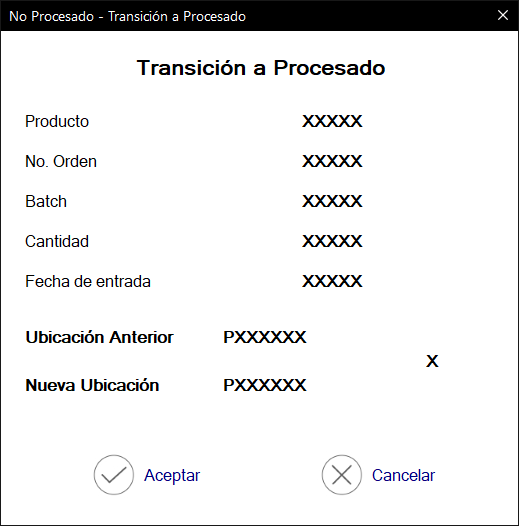 No Procesado - Transición a Procesado
Transición a Procesado
Producto XXXXX
No. Orden XXXXX
Batch XXXXX
Cantidad XXXXX
Fecha de entrada XXXXX
Ubicación Anterior PXXXXXX
X
Nueva Ubicación PXXXXXX
Aceptar Cancelar